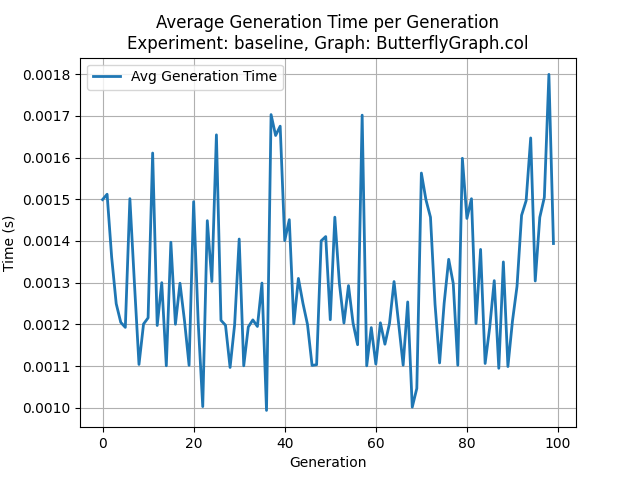 Average Generation Time per Generation
Experiment: baseline, Graph: ButterflyGraph.col
Avg Generation Time
0.0018
0.0017
0.0016
0.0015
0.0014
0.0013
0.0012
0.0011
0.0010
Time (s)
0 20 40 60 80 100
Generation